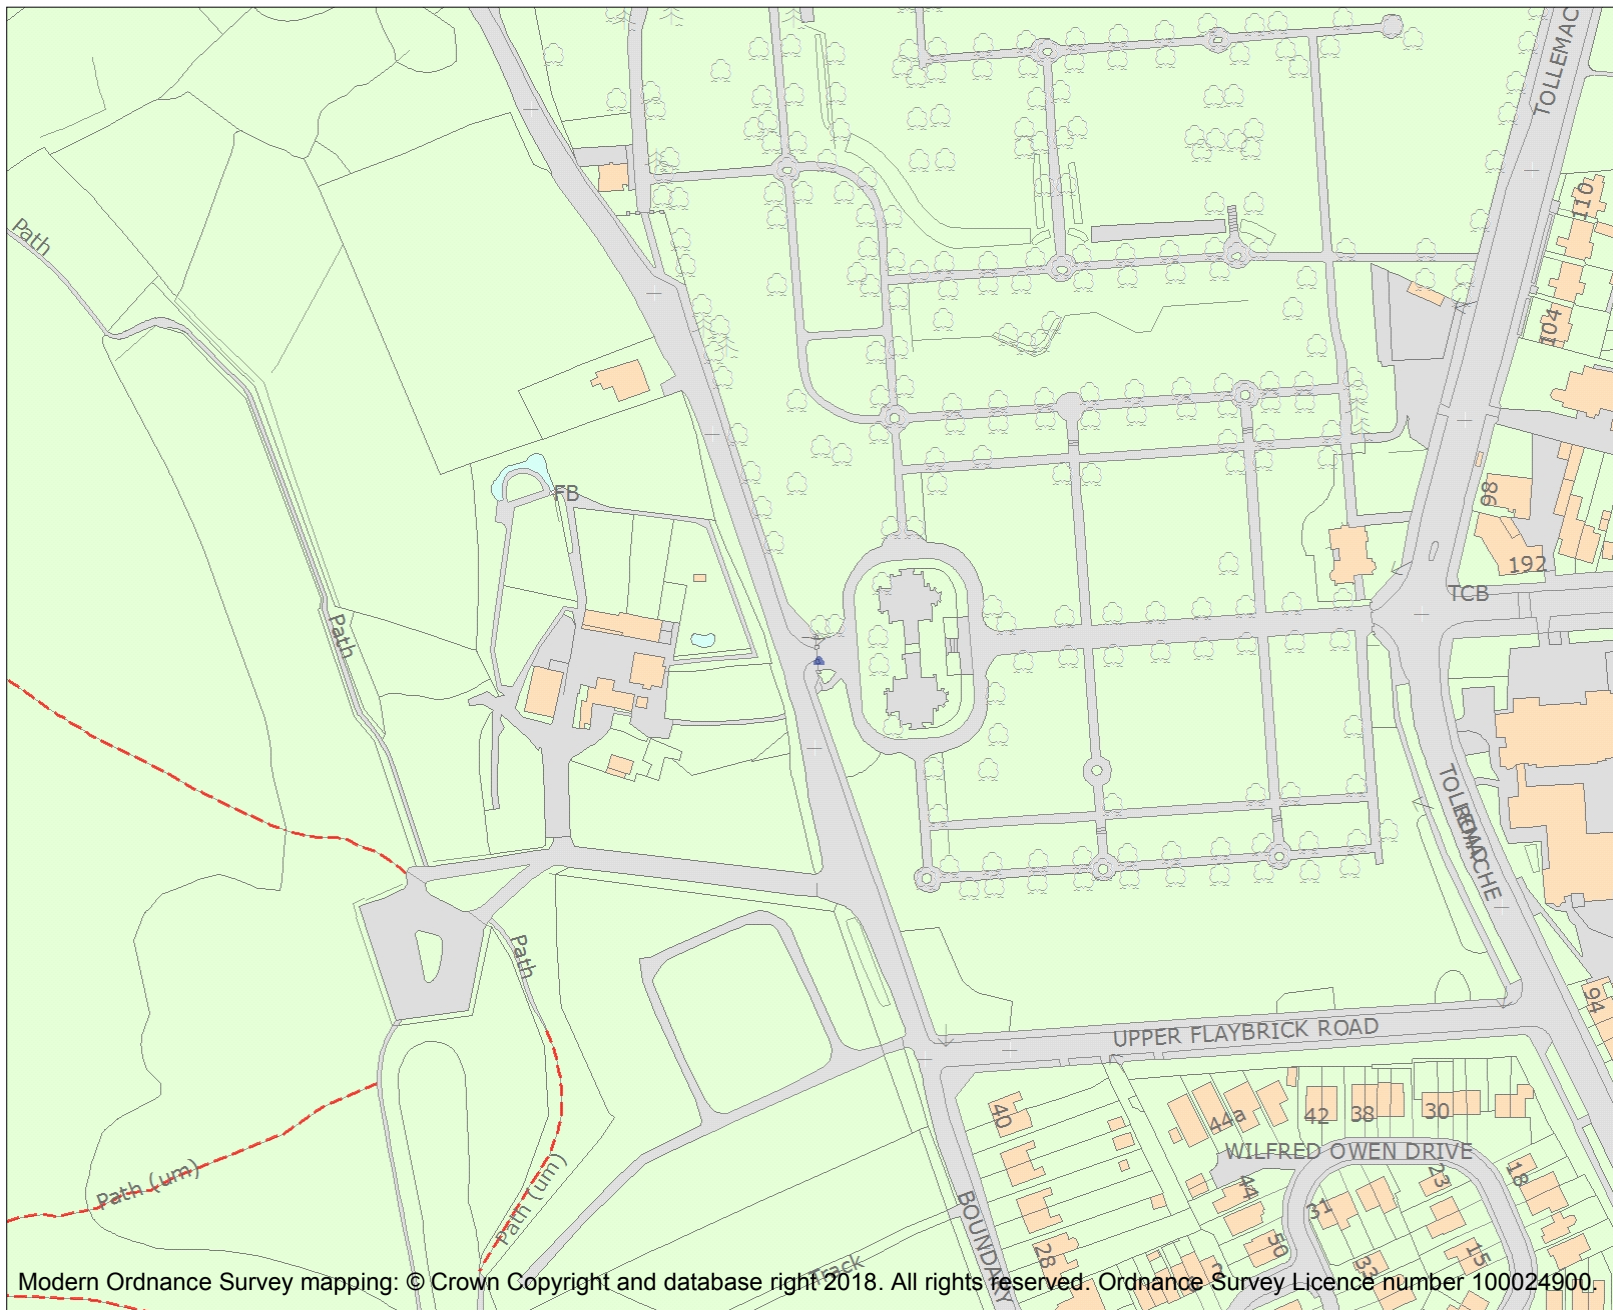 TOLLEMAC
110
Path
104
FB
98
192
TCB
Path
TOLLEMACHE
ROAD
Path
94
UPPER FLAYBRICK ROAD
40
44a
42
38
30
WILFRED OWEN DRIVE
Path (um)
Path (um)
44
23
18
31
BOUNDARY
50
28
33
15
Track
Modern Ordnance Survey mapping: © Crown Copyright and database right 2018. All rights reserved. Ordnance Survey Licence number 100024900.